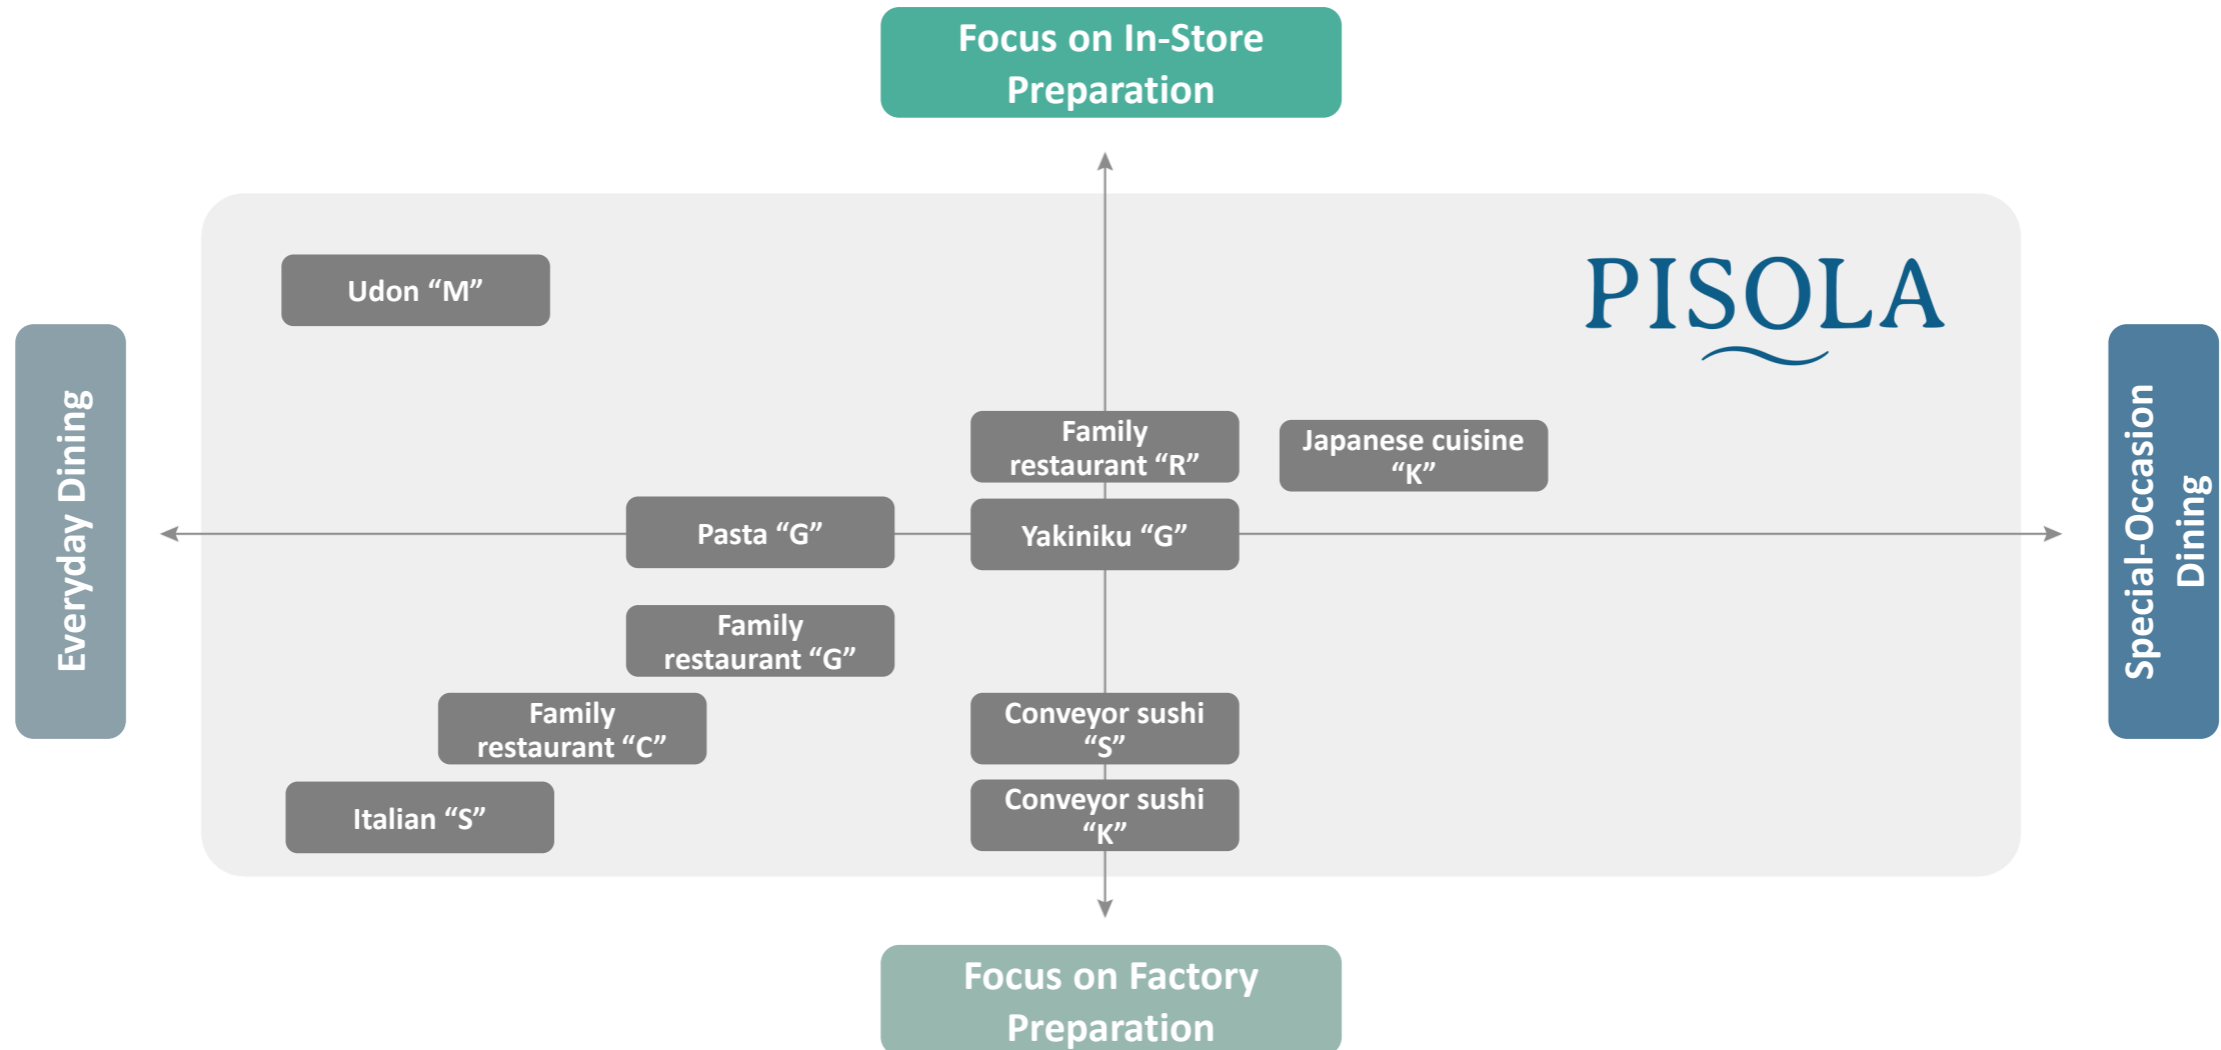 Focus on In-Store
Preparation
Udon “M”
PISOLA
Everyday Dining
Special-Occasion
Dining
Family
restaurant “R”
Japanese cuisine
“K”
Pasta “G”
Yakiniku “G”
Family
restaurant “G”
Family
restaurant “C”
Conveyor sushi
“S”
Italian “S”
Conveyor sushi
“K”
Focus on Factory
Preparation